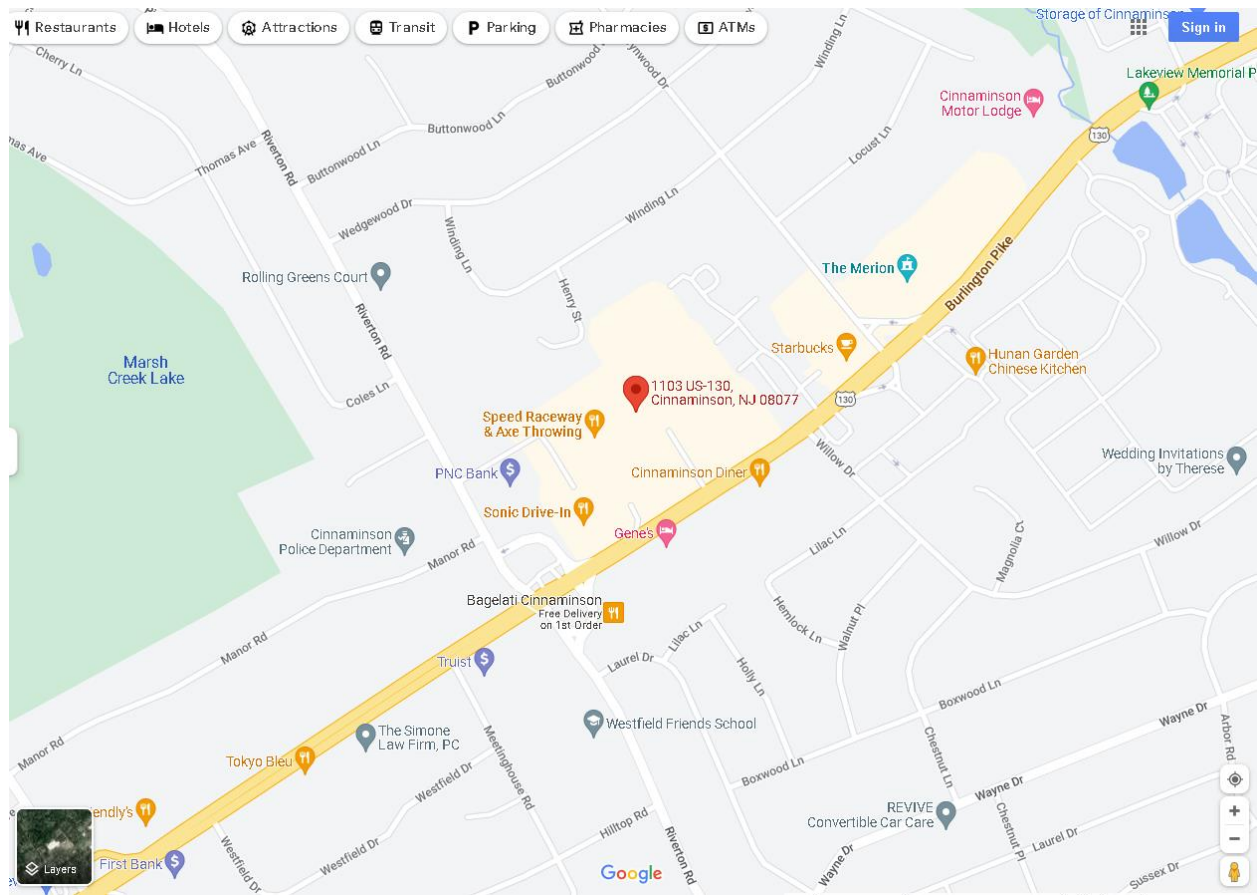 Restaurants
Hotels
Attractions
Transit
Parking
Pharmacies
ATMs
Storage of Cinnaminson
Sign in
Cherry Ln
Buttonwood Ln
Winding Ln
Lakeview Memorial P
Cinnaminson
Motor Lodge
130
Riverton Rd
Buttonwood Ln
Thomas Ave
Buttonwood Ln
Locust Ln
Wedgewood Dr
Winding Ln
Winding Ln
Rolling Greens Court
The Merion
Burlington Pike
Henry St
Riverton Rd
Starbucks
Hunan Garden
Chinese Kitchen
Marsh
Creek Lake
1103 US-130,
Cinnaminson, NJ 08077
130
Coles Ln
Speed Raceway
& Axe Throwing
Willow Dr
PNC Bank
Cinnaminson Diner
Wedding Invitations
by Therese
Sonic Drive-In
Gene's
Cinnaminson
Police Department
Manor Rd
Lilac Ln
Magnolia Ct
Willow Dr
Bagelati Cinnaminson
Free Delivery
on 1st Order
Hemlock Ln
Walnut Pl
Manor Rd
Lilac Ln
Laurel Dr
Truist
Holly Ln
Boxwood Ln
Westfield Friends School
Wayne Dr
The Simone
Law Firm, PC
Meetinghouse Rd
Chestnut Ln
Arbor Rd
Manor Rd
Tokyo Bleu
Westfield Dr
Boxwood Ln
Wayne Dr
endly's
REVIVE
Convertible Car Care
Hilltop Rd
Riverton Rd
Chestnut Pl
Laurel Dr
Layers
First Bank
Westfield Dr
Westfield Dr
Google
Wayne Dr
Sussex Dr